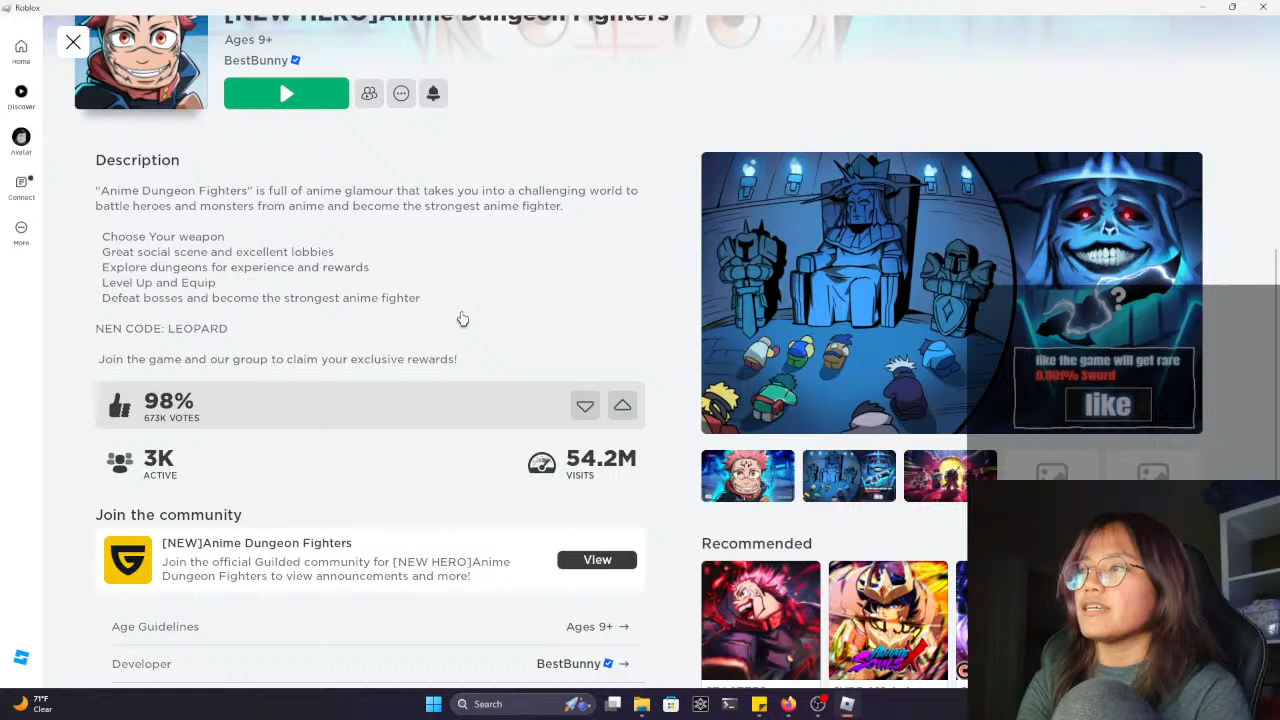 Roblox
[NEW HERO]Anime Dungeon Fighters
Ages 9+
BestBunny
Home
Discover
Avatar
Connect
More
Description
"Anime Dungeon Fighters" is full of anime glamour that takes you into a challenging world to
battle heroes and monsters from anime and become the strongest anime fighter.
Choose Your weapon
Great social scene and excellent lobbies
Explore dungeons for experience and rewards
Level Up and Equip
Defeat bosses and become the strongest anime fighter
NEN CODE: LEOPARD
Join the game and our group to claim your exclusive rewards!
98%
673K VOTES
3K
ACTIVE
54.2M
VISITS
?
like the game will get rare
0.001% Sword
like
Join the community
[NEW]Anime Dungeon Fighters
Join the official Guilded community for [NEW HERO]Anime
Dungeon Fighters to view announcements and more!
View
Age Guidelines
Ages 9+ →
Developer
BestBunny →
Recommended
71°F
Clear
Search